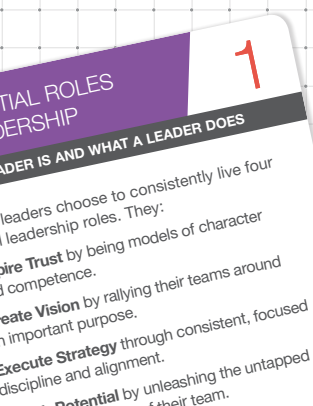 TIAL ROLES
DERSHIP
1
ADER IS AND WHAT A LEADER DOES
leaders choose to consistently live four
l leadership roles. They:
pire Trust by being models of character
d competence.
reate Vision by rallying their teams around
n important purpose.
Execute Strategy through consistent, focused
discipline and alignment.
Potential by unleashing the untapped
of their team.